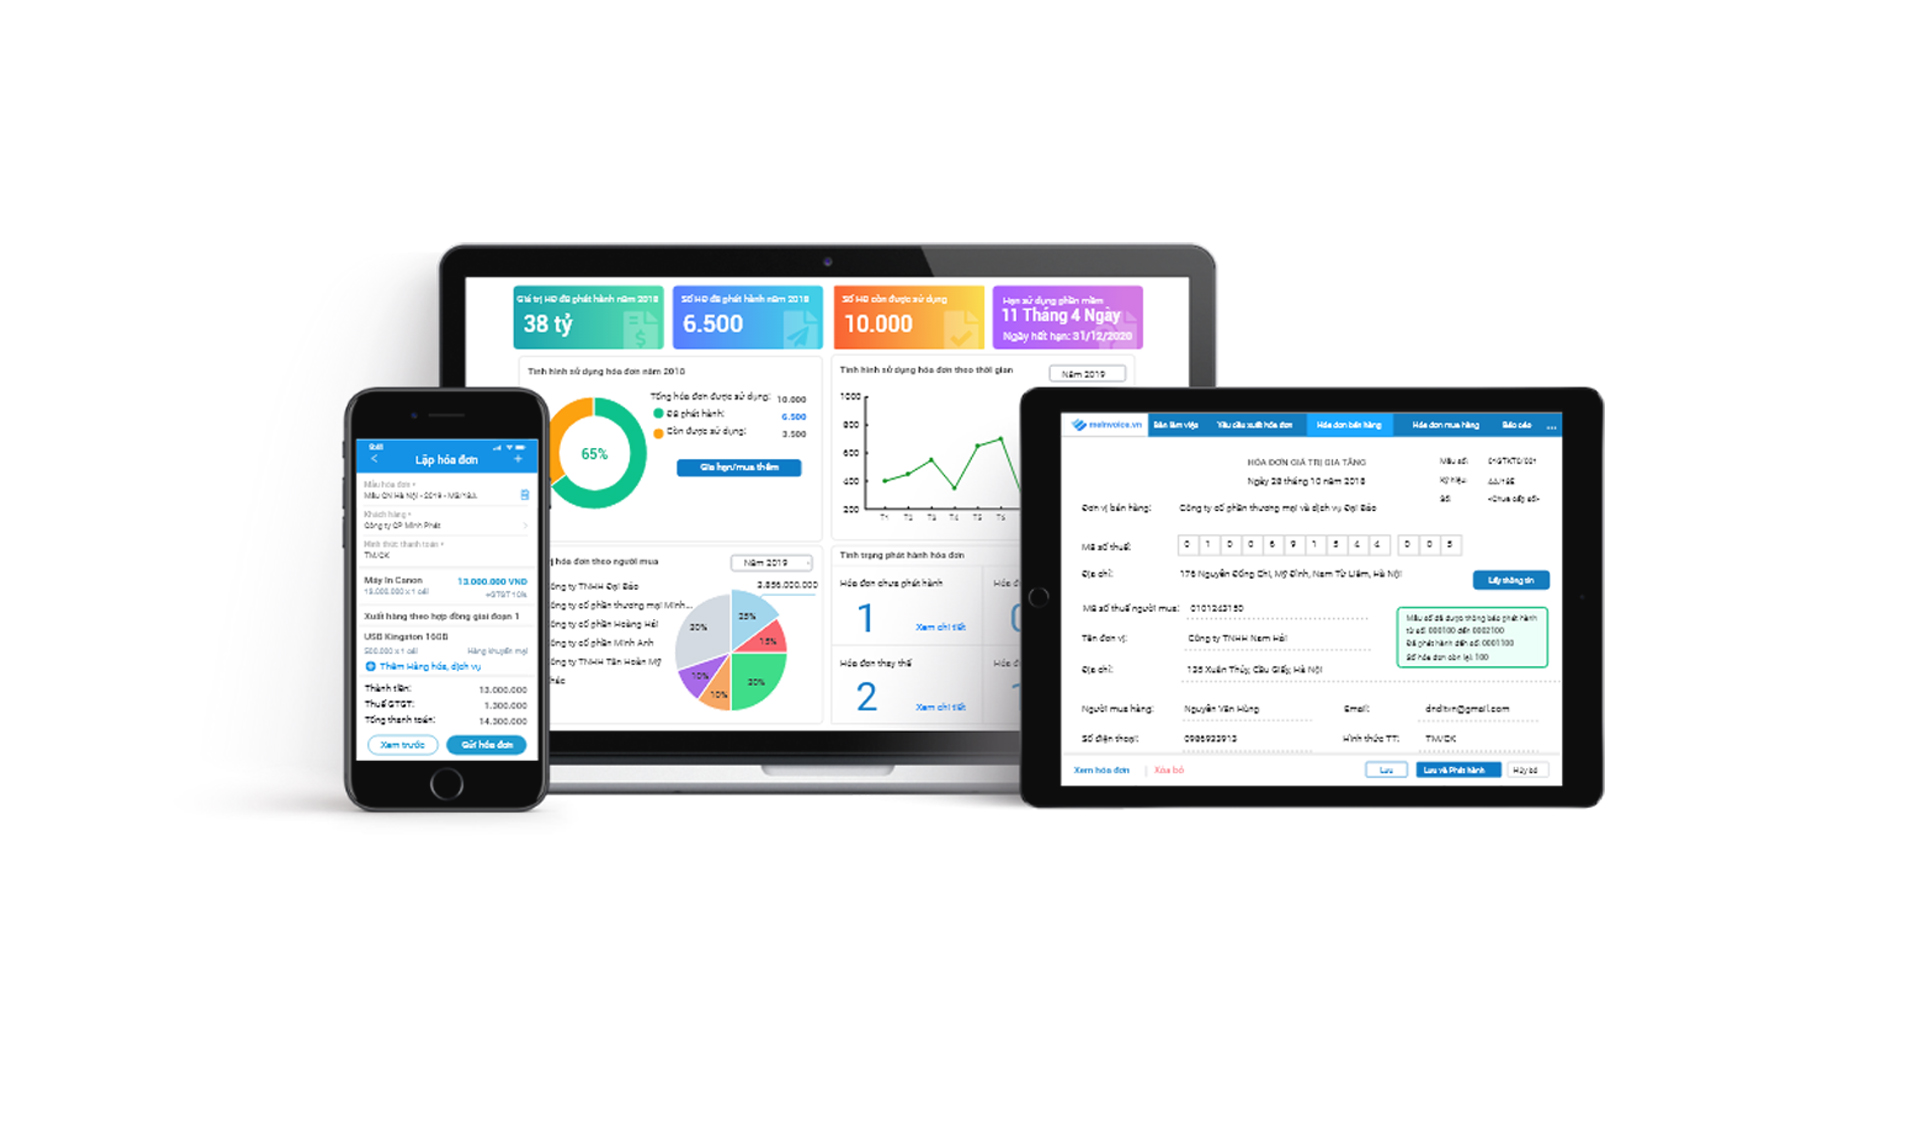 Giá trị HĐ đã phát hành năm 2018
38 tỷ
Số HĐ đã phát hành năm 2018
6.500
Số HĐ còn được sử dụng
10.000
Hạn sử dụng phần mềm
11 Tháng 4 Ngày
Ngày hết hạn: 31/12/2020
Tình hình sử dụng hóa đơn năm 2018
Tổng hóa đơn được sử dụng: 10.000
Đã phát hành: 6.500
Còn được sử dụng: 3.500
65%
Gia hạn/mua thêm
Tình hình sử dụng hóa đơn theo thời gian
Năm 2019
1000
800
600
400
200
T1 T2 T3 T4 T5 T6
hóa đơn theo người mua
Năm 2019
3.856.000.000
ông ty TNHH Đại Bảo
ông ty cổ phần thương mại Minh...
ông ty cổ phần Hoàng Hải
ông ty cổ phần Minh Anh
ông ty TNHH Tân Hoàn Mỹ
hác
25%
15%
20%
10%
10%
20%
Tình trạng phát hành hóa đơn
Hóa đơn chưa phát hành
1
Xem chi tiết
Hóa đ
Hóa đơn thay thế
2
Xem chi tiết
Hóa đ
9:41
Lập hóa đơn
Mẫu hóa đơn *
Mẫu CN Hà Nội - 2019 -
Khách hàng *
Công ty CP Minh Phát
Hình thức thanh toán *
TM/CK
Máy In Canon 13.000.000 VND
13.000.000 x 1 cái +GTGT 10%
Xuất hàng theo hợp đồng giai đoạn 1
USB Kingston 16GB
500.000 x 1 cái Hàng khuyến mại
Thêm Hàng hóa, dịch vụ
Thành tiền: 13.000.000
Thuế GTGT: 1.300.000
Tổng thanh toán: 14.300.000
Xem trước
Gửi hóa đơn
meinvoice.vn Bàn làm việc Yêu cầu xuất hóa đơn Hóa đơn bán hàng Hóa đơn mua hàng Báo cáo ...
HÓA ĐƠN GIÁ TRỊ GIA TĂNG
Ngày 28 tháng 10 năm 2018
Mẫu số: 01GTKT0/001
Ký hiệu: AA/18E
Số: <Chưa cấp số>
Đơn vị bán hàng: Công ty cổ phần thương mại và dịch vụ Đại Bảo
Mã số thuế: 0 1 0 0 6 9 1 5 4 4 0 0 5
Địa chỉ: 176 Nguyễn Đổng Chi, Mỹ Đình, Nam Từ Liêm, Hà Nội
Lấy thông tin
Mã số thuế người mua: 0101243150
Mẫu số đã được thông báo phát hành
từ số: 000100 đến 0002100
Đã phát hành đến số: 0001100
Số hóa đơn còn lại: 100
Tên đơn vị: Công ty TNHH Nam Hải
Địa chỉ: 135 Xuân Thủy, Cầu Giấy, Hà Nội
Người mua hàng: Nguyễn Văn Hùng
Email: @gmail.com
Số điện thoại: 0986923913
Hình thức TT: TM/CK
Xem hóa đơn
Xóa bỏ
Lưu
Lưu và Phát hành
Hủy bỏ